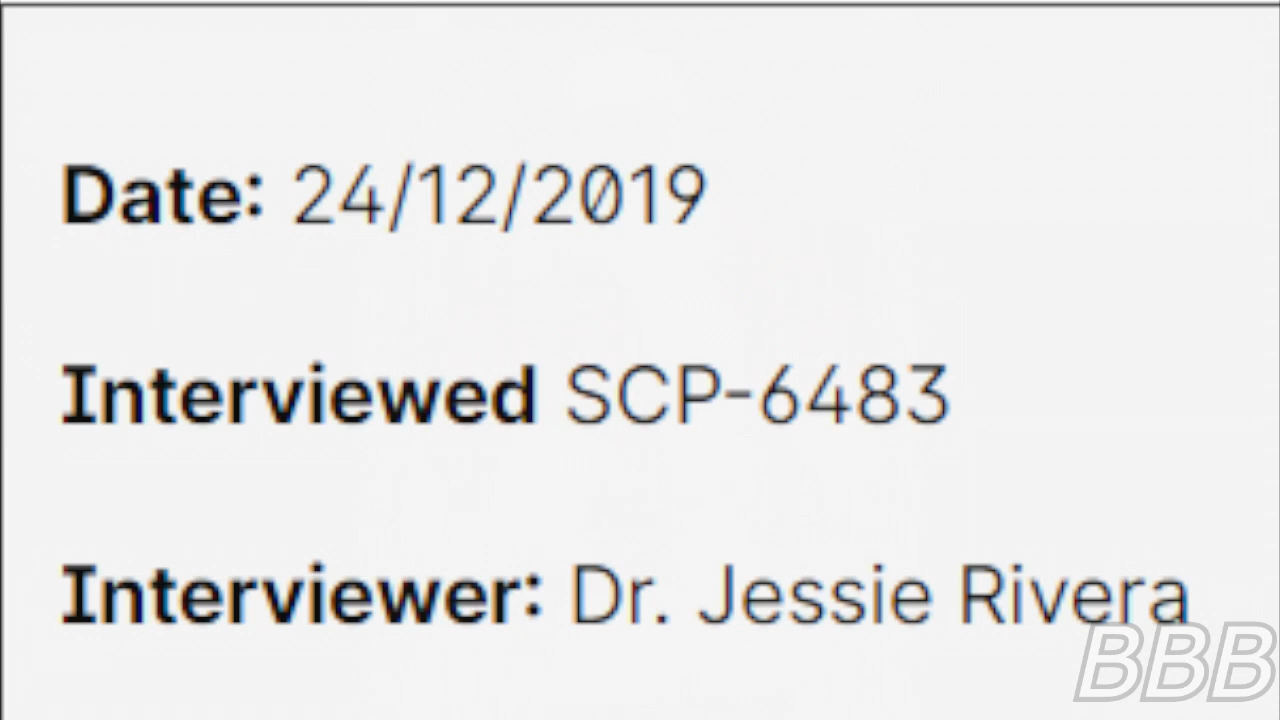 Date: 24/12/2019
Interviewed SCP-6483
Interviewer: Dr. Jessie Rivera
BBB